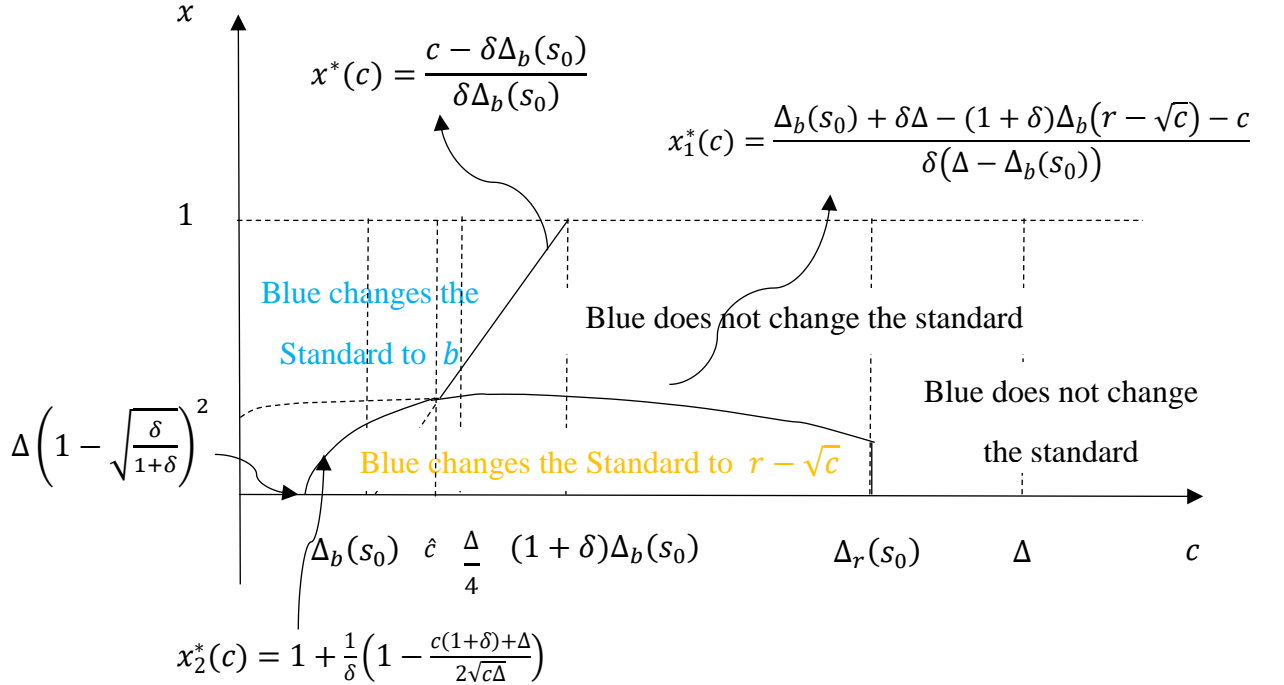 x
x*(c) = (c − δΔ_b(s_0)) / (δΔ_b(s_0))
x_1^*(c) = (Δ_b(s_0) + δΔ − (1 + δ)Δ_b(r − √c) − c) / (δ(Δ − Δ_b(s_0)))
1
Blue changes the
Standard to b
Blue does not change the standard
Blue does not change
the standard
Δ(1 − √(δ/(1+δ)))^2
Blue changes the Standard to r − √c
Δ_b(s_0) ĉ Δ/4 (1 + δ)Δ_b(s_0) Δ_r(s_0) Δ c
x_2^*(c) = 1 + 1/δ (1 − (c(1+δ)+Δ) / (2√(cΔ)))